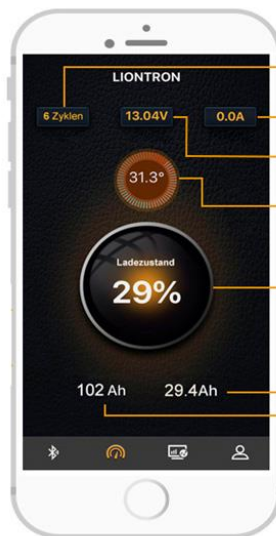 LIONTRON
6 Zyklen
13.04V
0.0A
31.3°
Ladezustand
29%
102 Ah
29.4Ah